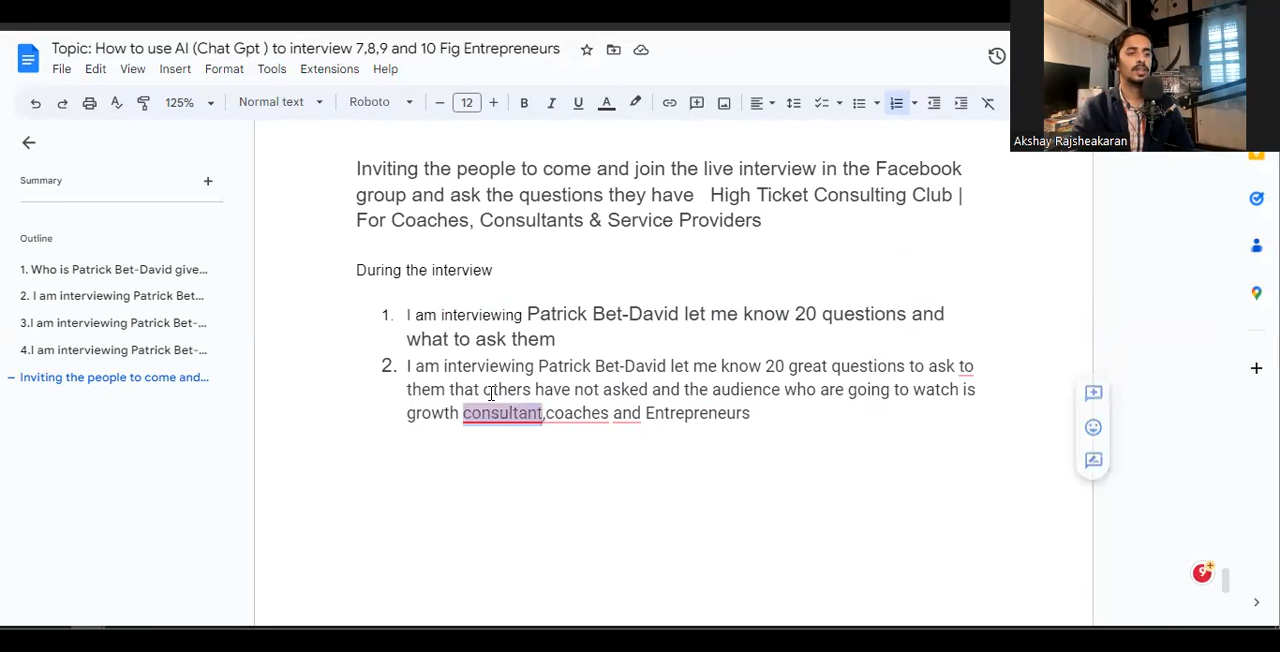 Topic: How to use AI (Chat Gpt ) to interview 7,8,9 and 10 Fig Entrepreneurs
File Edit View Insert Format Tools Extensions Help
125% Normal text Roboto 12
Akshay Rajsheakaran
Summary
Outline
1. Who is Patrick Bet-David give...
2. I am interviewing Patrick Bet...
3.I am interviewing Patrick Bet-...
4.I am interviewing Patrick Bet-...
Inviting the people to come and...
Inviting the people to come and join the live interview in the Facebook
group and ask the questions they have High Ticket Consulting Club |
For Coaches, Consultants & Service Providers
During the interview
1. I am interviewing Patrick Bet-David let me know 20 questions and
what to ask them
2. I am interviewing Patrick Bet-David let me know 20 great questions to ask to
them that others have not asked and the audience who are going to watch is
growth consultant,coaches and Entrepreneurs